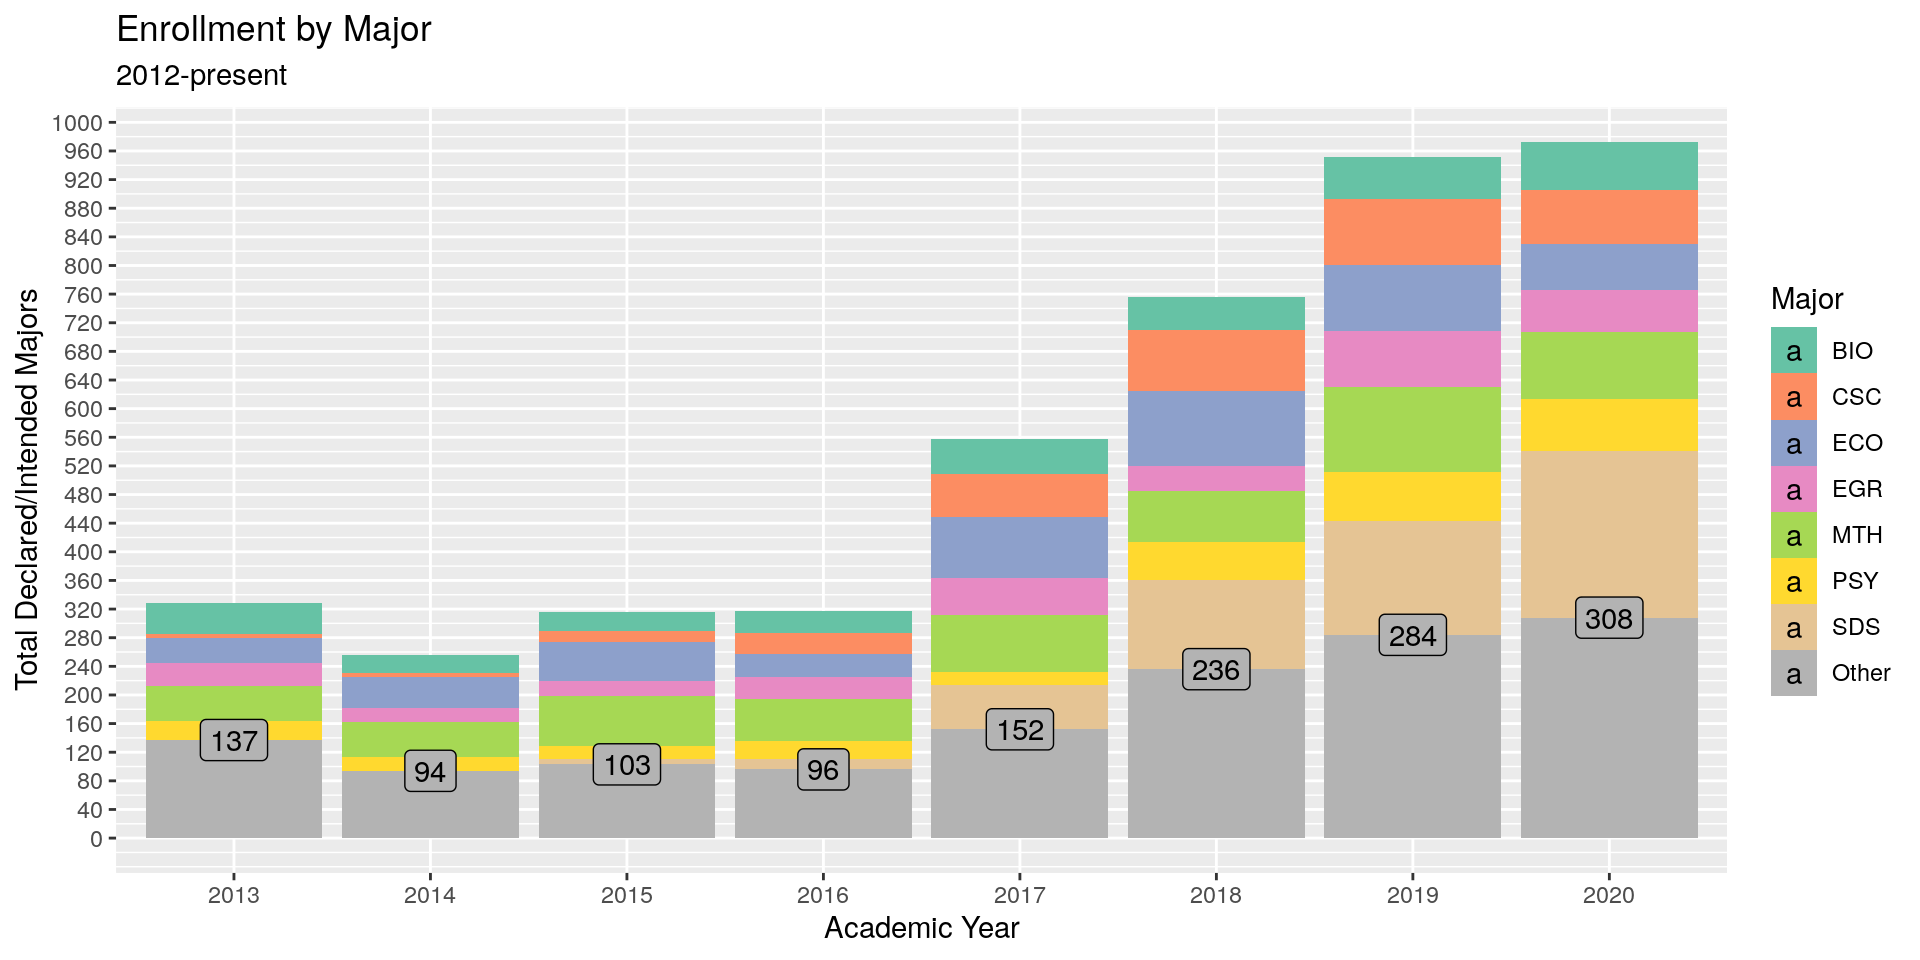 Enrollment by Major
2012-present
Total Declared/Intended Majors
1000
960
920
880
840
800
760
720
680
640
600
560
520
480
440
400
360
320
280
240
200
160
120
80
40
0
137
94
103
96
152
236
284
308
2013 2014 2015 2016 2017 2018 2019 2020
Academic Year
Major
a BIO
a CSC
a ECO
a EGR
a MTH
a PSY
a SDS
a Other